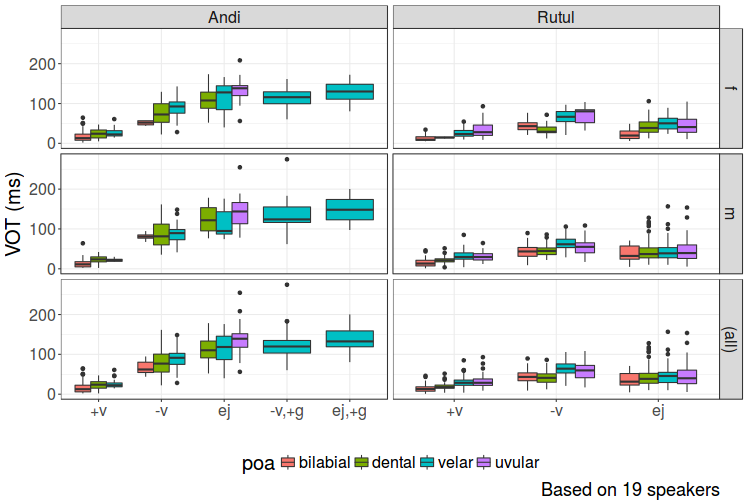 Andi Rutul
VOT (ms)
200
100
0
f
200
100
0
m
200
100
0
(all)
+v -v ej -v,+g ej,+g +v -v ej
poa bilabial dental velar uvular
Based on 19 speakers